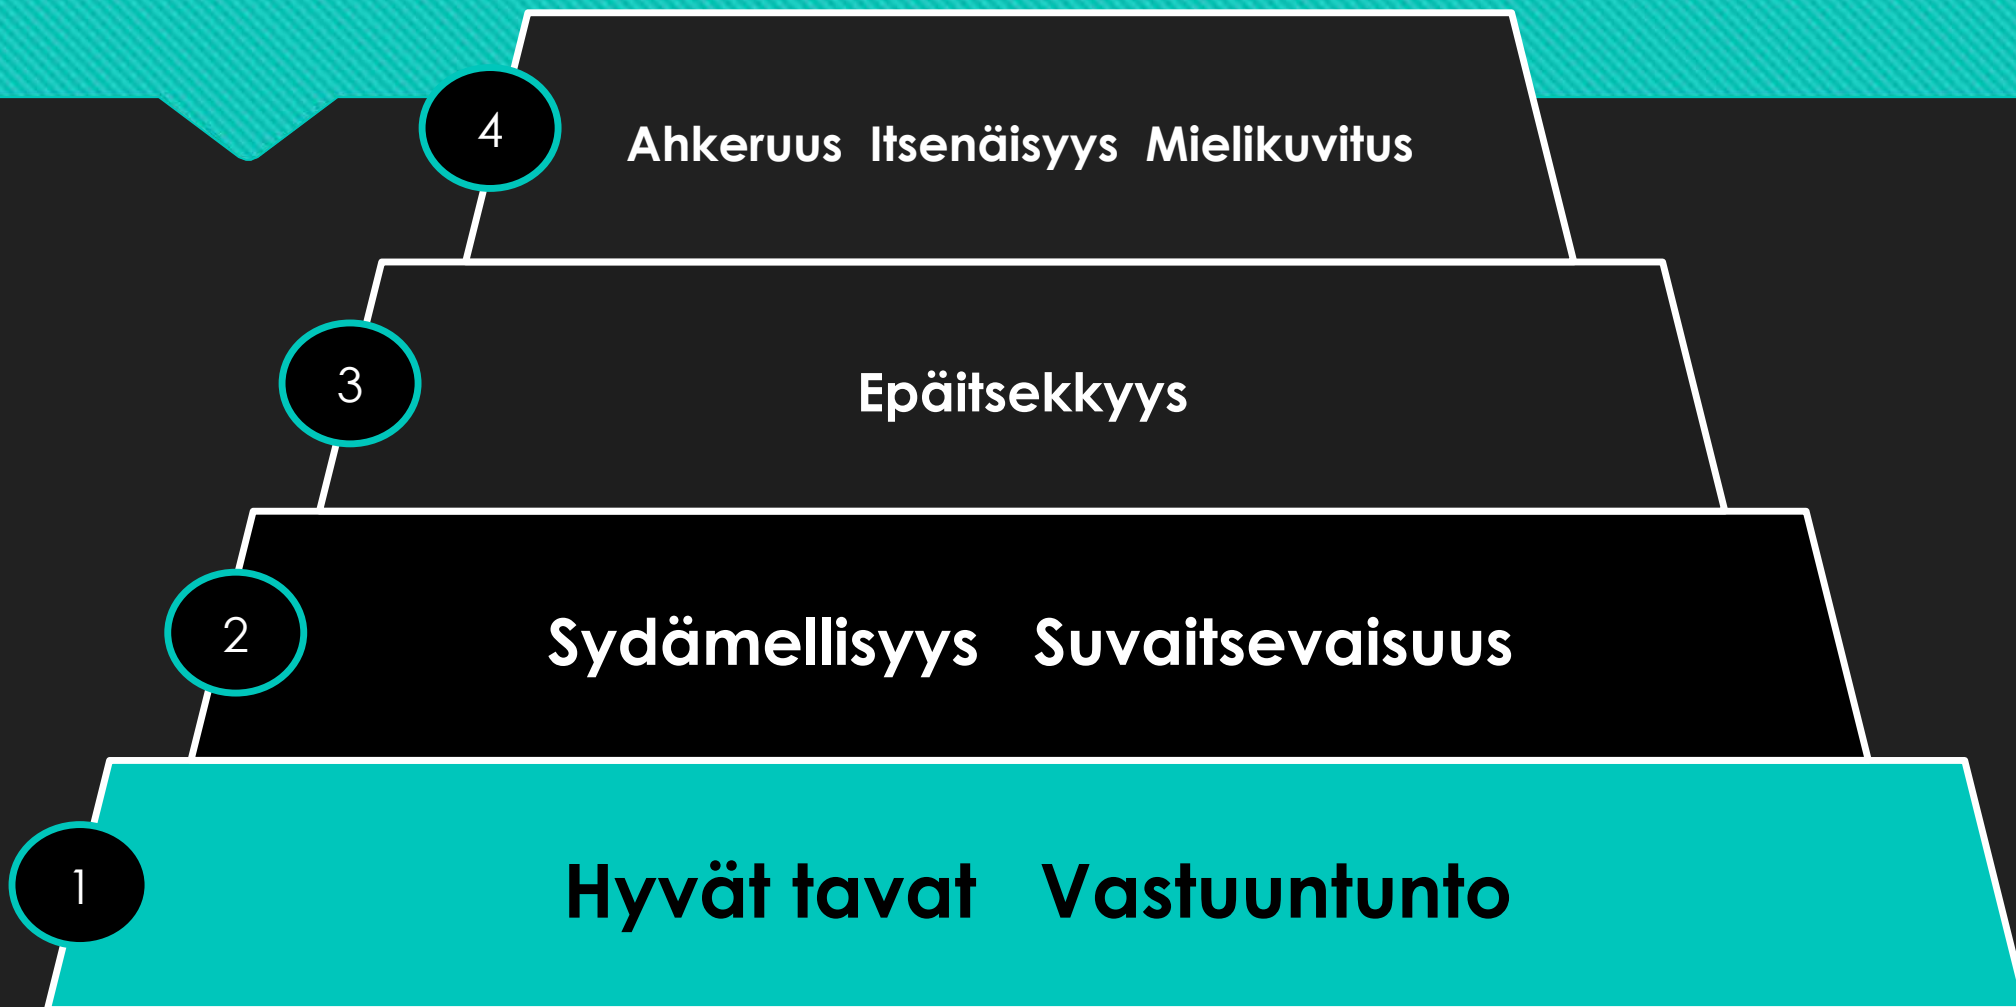 4
Ahkeruus Itsenäisyys Mielikuvitus
3
Epäitsekkyys
2
Sydämellisyys Suvaitsevaisuus
1
Hyvät tavat Vastuuntunto